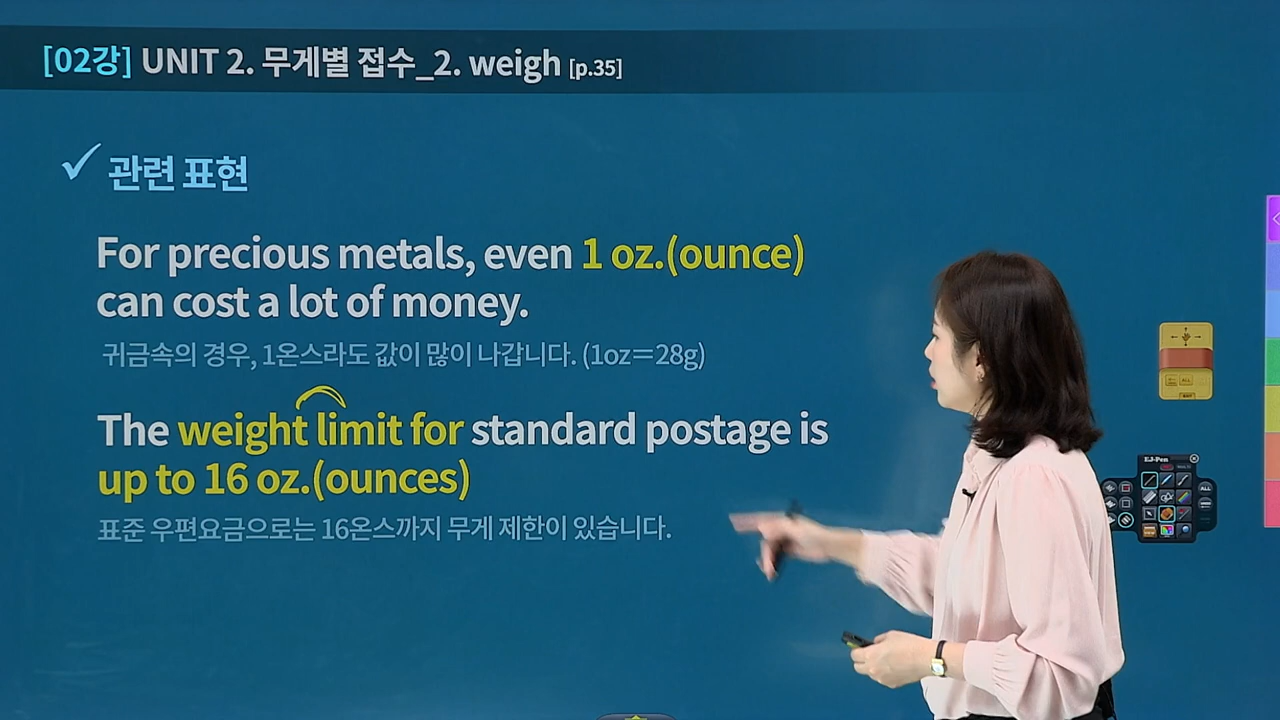 [02강] UNIT 2. 무게별 접수_2. weigh [p.35]
관련 표현
For precious metals, even 1 oz.(ounce)
can cost a lot of money.
귀금속의 경우, 1온스라도 값이 많이 나갑니다. (1oz=28g)
The weight limit for standard postage is
up to 16 oz.(ounces)
표준 우편요금으로는 16온스까지 무게 제한이 있습니다.
EJ-Pen
ALL
ALL